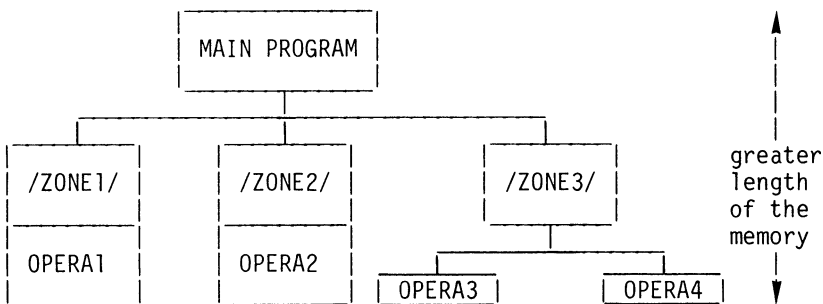 MAIN PROGRAM
/ZONE1/ /ZONE2/ /ZONE3/
OPERA1 OPERA2
OPERA3 OPERA4
greater
length
of the
memory